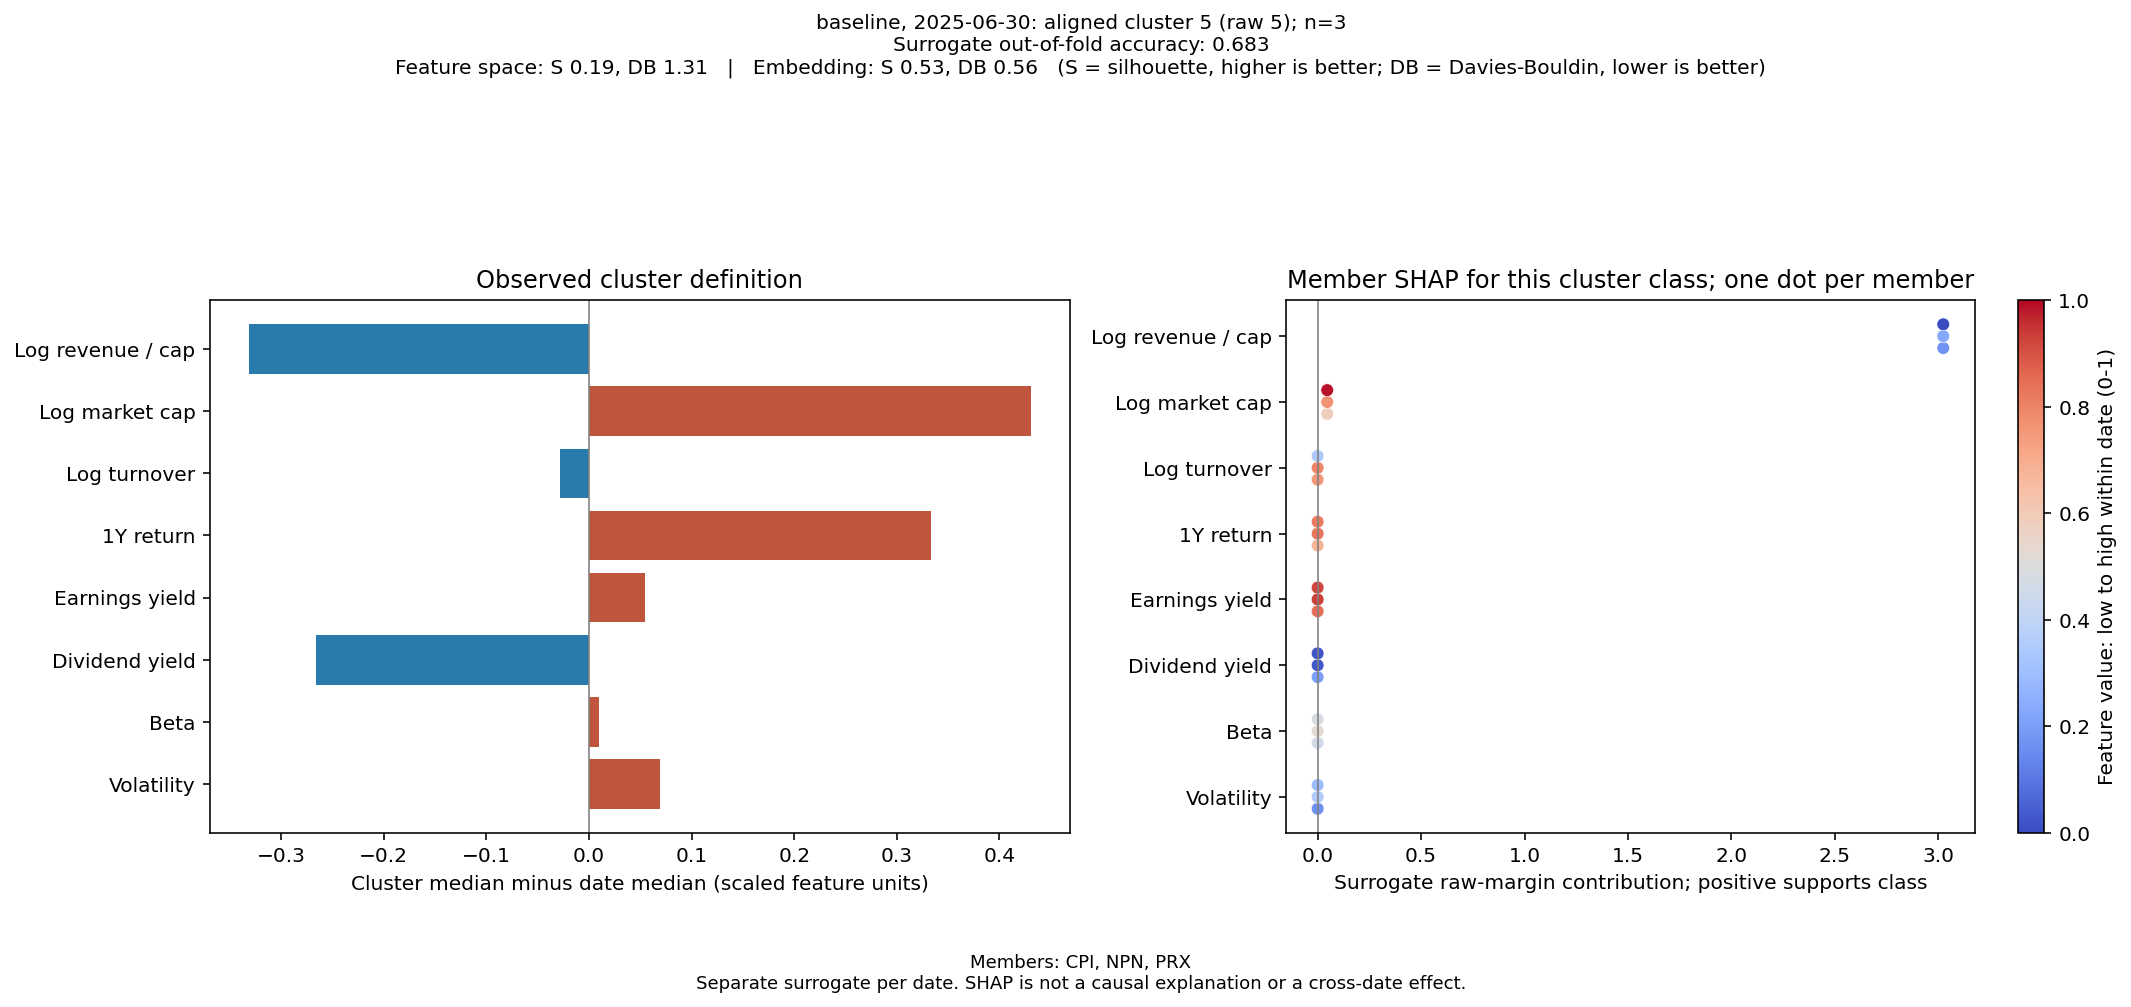 baseline, 2025-06-30: aligned cluster 5 (raw 5); n=3
Surrogate out-of-fold accuracy: 0.683
Feature space: S 0.19, DB 1.31   |   Embedding: S 0.53, DB 0.56   (S = silhouette, higher is better; DB = Davies-Bouldin, lower is better)
Observed cluster definition
Log revenue / cap
Log market cap
Log turnover
1Y return
Earnings yield
Dividend yield
Beta
Volatility
−0.3
−0.2
−0.1
0.0
0.1
0.2
0.3
0.4
Cluster median minus date median (scaled feature units)
Member SHAP for this cluster class; one dot per member
Log revenue / cap
Log market cap
Log turnover
1Y return
Earnings yield
Dividend yield
Beta
Volatility
0.0
0.5
1.0
1.5
2.0
2.5
3.0
Surrogate raw-margin contribution; positive supports class
1.0
0.8
0.6
0.4
0.2
0.0
Feature value: low to high within date (0-1)
Members: CPI, NPN, PRX
Separate surrogate per date. SHAP is not a causal explanation or a cross-date effect.